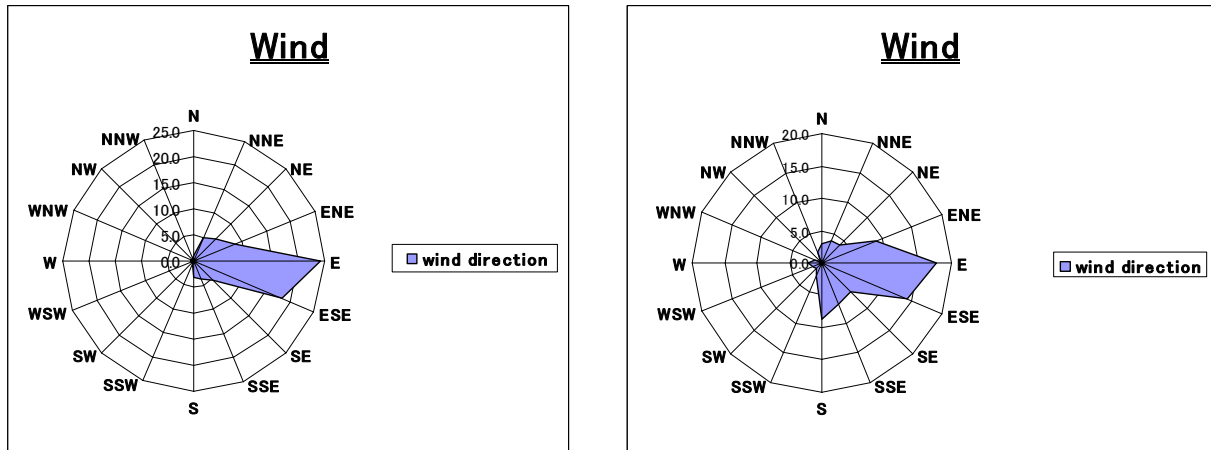 Wind
N
NNE
NE
ENE
E
ESE
SE
SSE
S
SSW
SW
WSW
W
WNW
NW
NNW
25.0
20.0
15.0
10.0
5.0
0.0
wind direction
Wind
N
NNE
NE
ENE
E
ESE
SE
SSE
S
SSW
SW
WSW
W
WNW
NW
NNW
20.0
15.0
10.0
5.0
0.0
wind direction